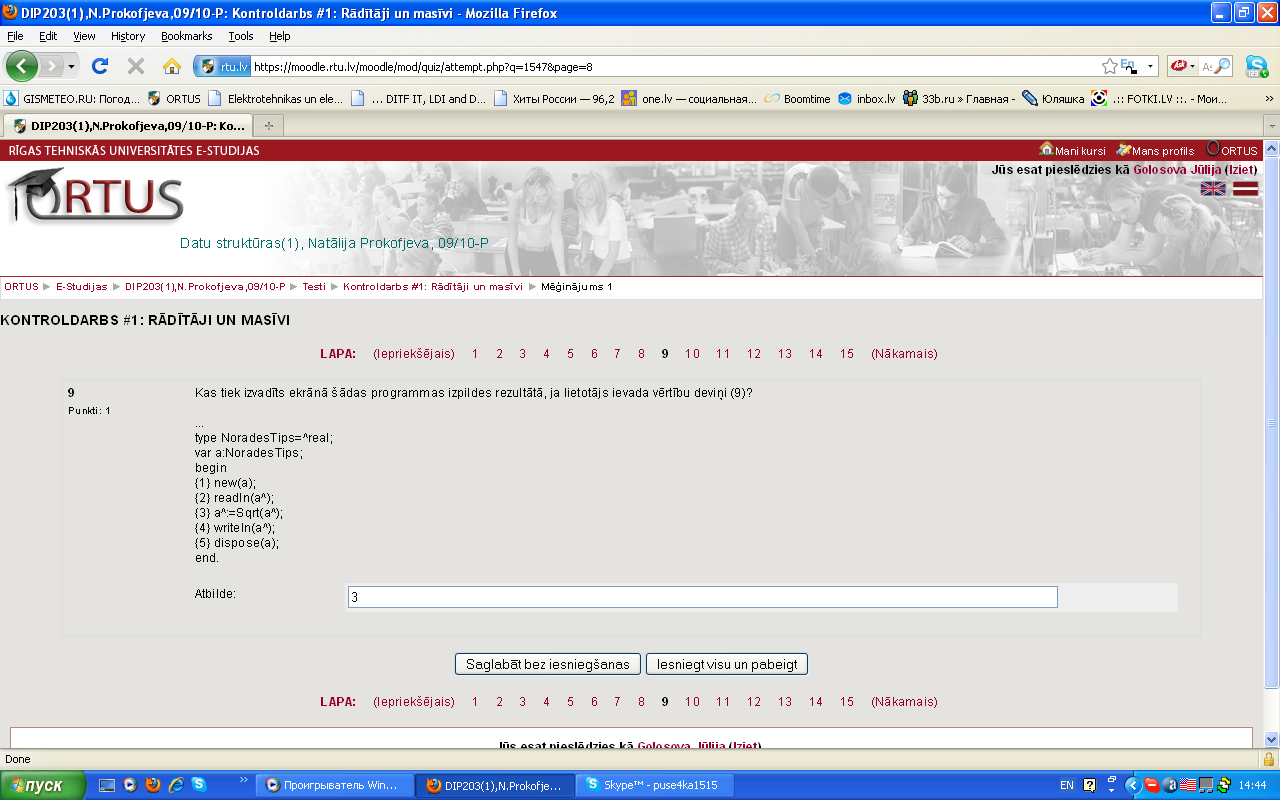 DIP203(1),N.Prokofjeva,09/10-P: Kontroldarbs #1: Rādītāji un masīvi - Mozilla Firefox
File Edit View History Bookmarks Tools Help
rtu.lv https://moodle.rtu.lv/moodle/mod/quiz/attempt.php?q=1547&page=8
GISMETEO.RU: Погод... ORTUS Elektrotehnikas un ele... ... DITF IT, LDI and D... Хиты России — 96,2 one.lv — социальная... Boomtime inbox.lv 33b.ru » Главная - Юляшка .:: FOTKI.LV ::. - Мои... »
DIP203(1),N.Prokofjeva,09/10-P: Ko...
RĪGAS TEHNISKĀS UNIVERSITĀTES E-STUDIJAS Mani kursi Mans profils ORTUS
Jūs esat pieslēdzies kā Golosova Jūlija (Iziet)
ORTUS
Datu struktūras(1), Natālija Prokofjeva, 09/10-P
ORTUS ► E-Studijas ► DIP203(1),N.Prokofjeva,09/10-P ► Testi ► Kontroldarbs #1: Rādītāji un masīvi ► Mēģinājums 1
KONTROLDARBS #1: RĀDĪTĀJI UN MASĪVI
LAPA: (Iepriekšējais) 1 2 3 4 5 6 7 8 9 10 11 12 13 14 15 (Nākamais)
9
Punkti: 1
Kas tiek izvadīts ekrānā šādas programmas izpildes rezultātā, ja lietotājs ievada vērtību deviņi (9)?
...
type NoradesTips=^real;
var a:NoradesTips;
begin
{1} new(a);
{2} readln(a^);
{3} a^:=Sqrt(a^);
{4} writeln(a^);
{5} dispose(a);
end.
Atbilde: 3
Saglabāt bez iesniegšanas Iesniegt visu un pabeigt
LAPA: (Iepriekšējais) 1 2 3 4 5 6 7 8 9 10 11 12 13 14 15 (Nākamais)
Jūs esat pieslēdzies kā Golosova Jūlija (Iziet)
Done
пуск » Проигрыватель Win... DIP203(1),N.Prokofje... Skype™ - puse4ka1515 EN 14:44